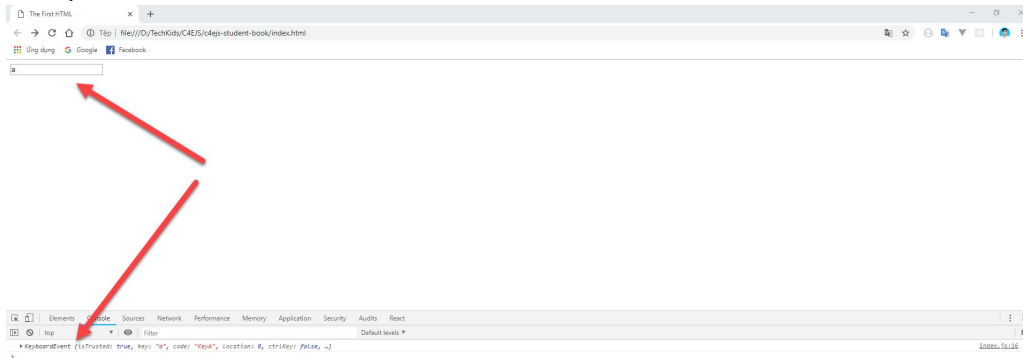 The First HTML
Tệp file:///D:/TechKids/C4EJS/c4ejs-student-book/index.html
Ứng dụng Google Facebook
a
Elements Console Sources Network Performance Memory Application Security Audits React
top Filter Default levels ▼
KeyboardEvent {isTrusted: true, key: "a", code: "KeyA", location: 0, ctrlKey: false, …} index.js:16